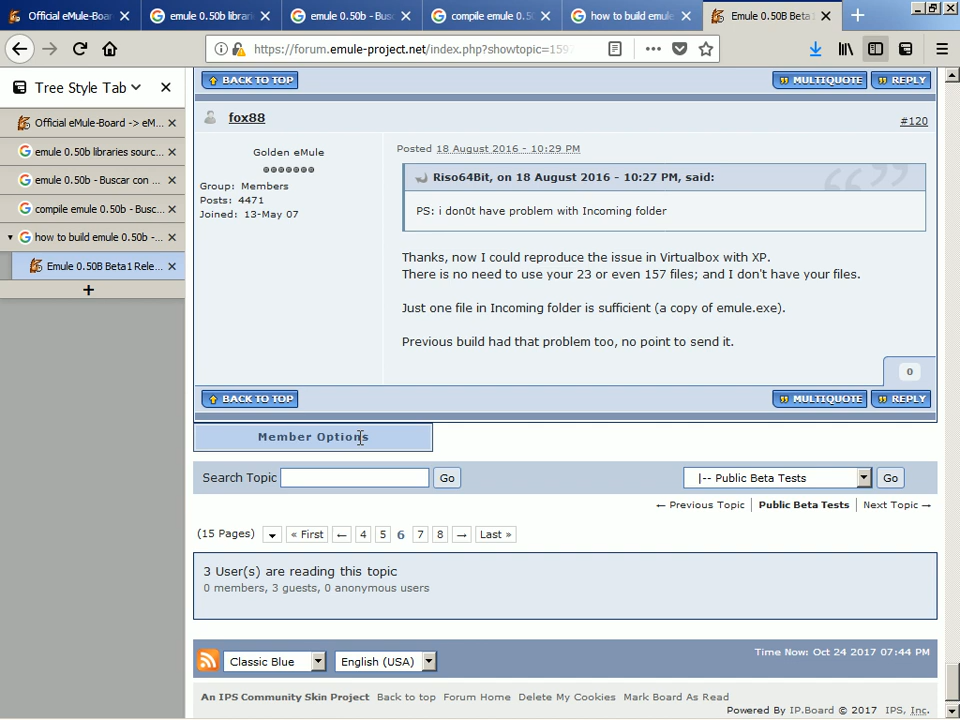 Official eMule-Boa
emule 0.50b librari
emule 0.50b - Busc
compile emule 0.50
how to build emule
Emule 0.50B Beta1
https://forum.emule-project.net/index.php?showtopic=159
Tree Style Tab
Official eMule-Board -> eM...
emule 0.50b libraries sourc...
emule 0.50b - Buscar con ...
compile emule 0.50b - Busc...
how to build emule 0.50b -...
Emule 0.50B Beta1 Rele...
BACK TO TOP
MULTIQUOTE
REPLY
fox88
#120
Golden eMule
Group: Members
Posts: 4471
Joined: 13-May 07
Posted 18 August 2016 - 10:29 PM
Riso64Bit, on 18 August 2016 - 10:27 PM, said:
PS: i don0t have problem with Incoming folder
Thanks, now I could reproduce the issue in Virtualbox with XP.
There is no need to use your 23 or even 157 files; and I don't have your files.
Just one file in Incoming folder is sufficient (a copy of emule.exe).
Previous build had that problem too, no point to send it.
0
BACK TO TOP
MULTIQUOTE
REPLY
Member Options
Search Topic
Go
|-- Public Beta Tests
Go
← Previous Topic | Public Beta Tests | Next Topic →
(15 Pages) « First ← 4 5 6 7 8 → Last »
3 User(s) are reading this topic
0 members, 3 guests, 0 anonymous users
Classic Blue
English (USA)
Time Now: Oct 24 2017 07:44 PM
An IPS Community Skin Project Back to top Forum Home Delete My Cookies Mark Board As Read
Powered By IP.Board © 2017 IPS, Inc.